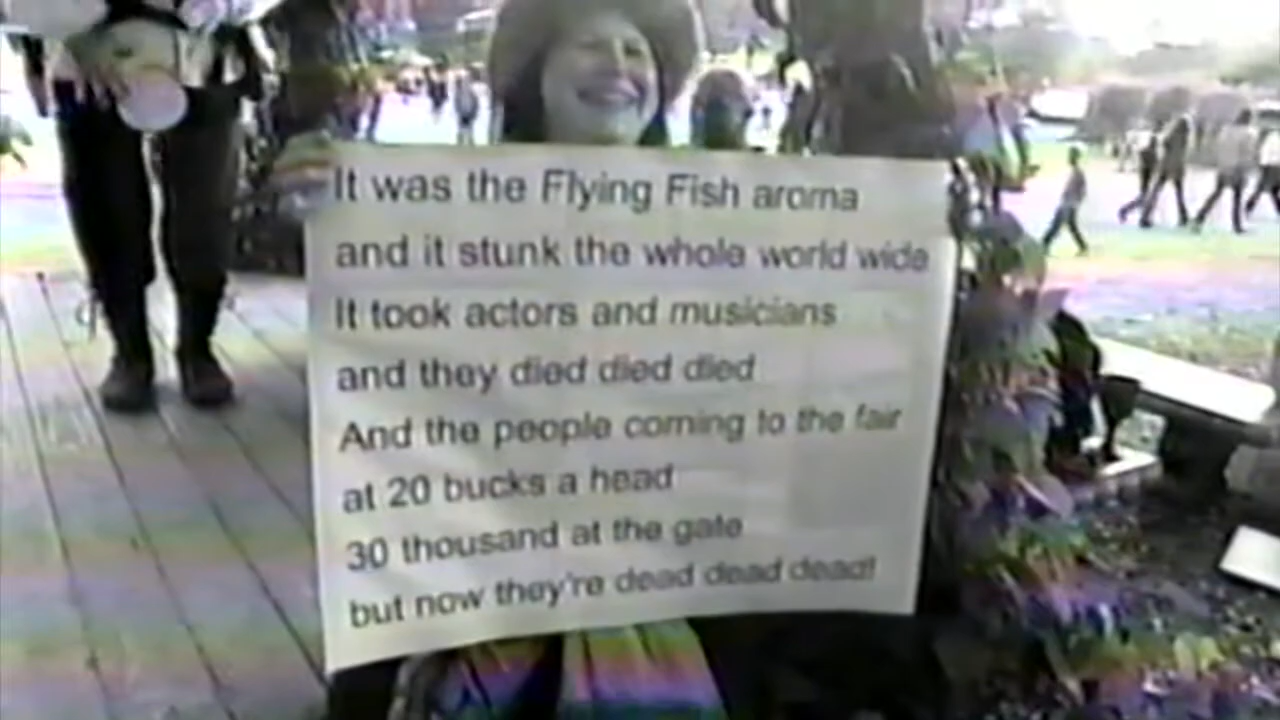 It was the Flying Fish aroma
and it stunk the whole world wide
It took actors and musicians
and they died died died
And the people coming to the fair
at 20 bucks a head
30 thousand at the gate
but now they're dead dead dead!